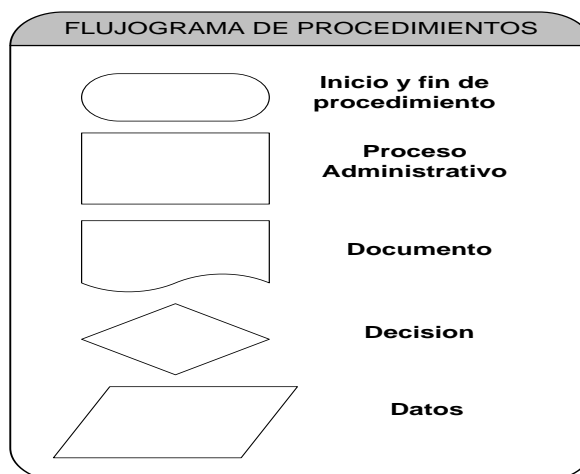 FLUJOGRAMA DE PROCEDIMIENTOS
Inicio y fin de
procedimiento
Proceso
Administrativo
Documento
Decision
Datos